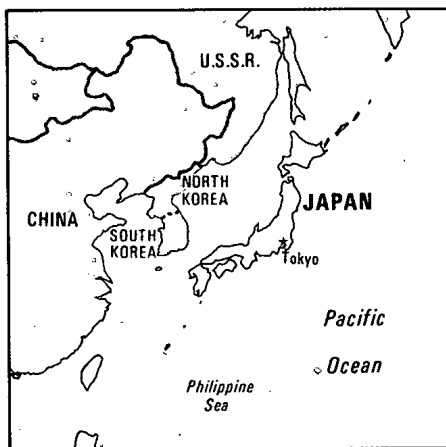 U.S.S.R.
NORTH
KOREA
JAPAN
CHINA
SOUTH
KOREA
Tokyo
Pacific
Ocean
Philippine
Sea